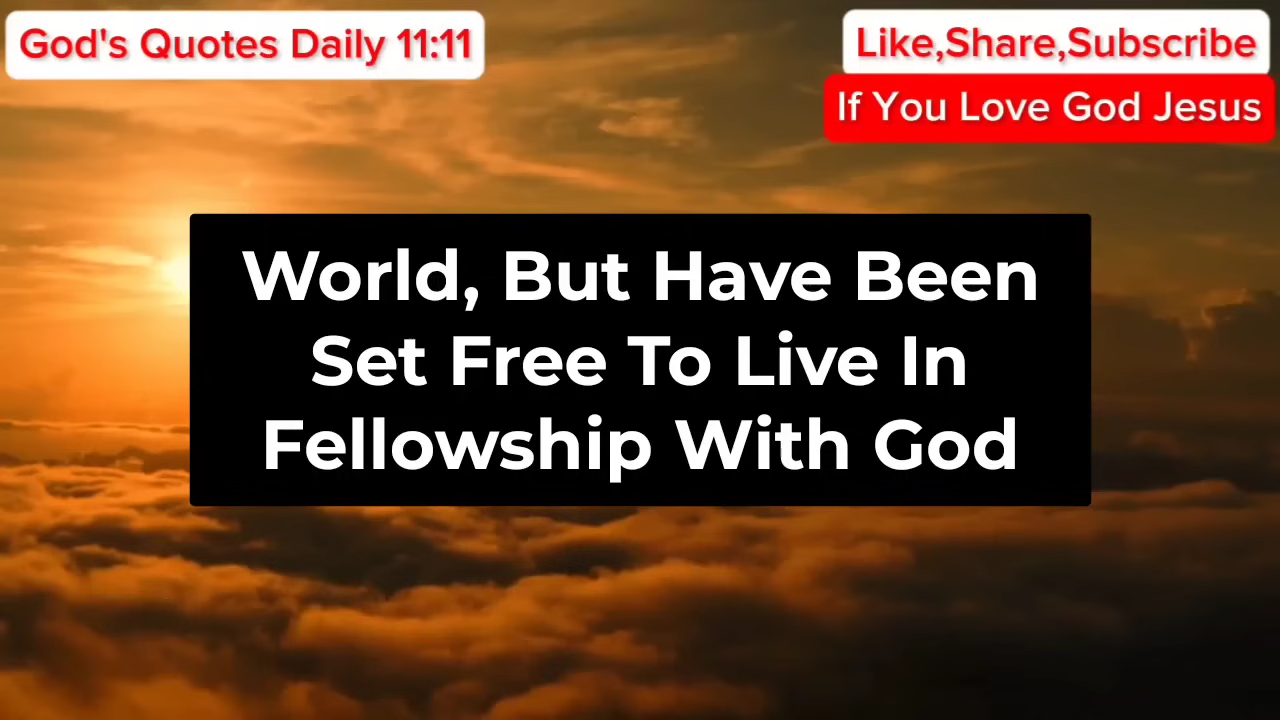 God's Quotes Daily 11:11
Like,Share,Subscribe
If You Love God Jesus
World, But Have Been
Set Free To Live In
Fellowship With God